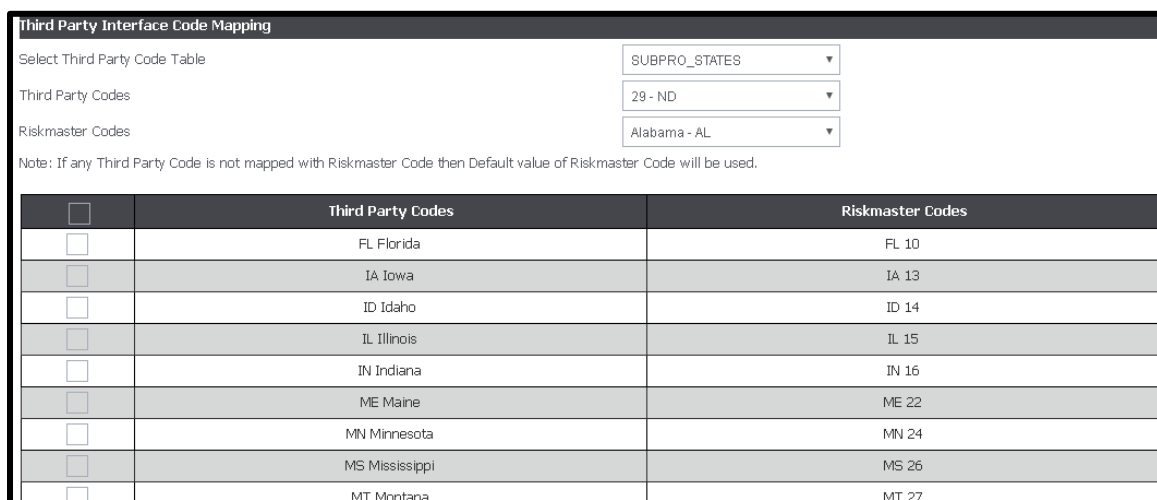 Third Party Interface Code Mapping
Select Third Party Code Table SUBPRO_STATES
Third Party Codes 29 - ND
Riskmaster Codes Alabama - AL
Note: If any Third Party Code is not mapped with Riskmaster Code then Default value of Riskmaster Code will be used.
Third Party Codes Riskmaster Codes
FL Florida FL 10
IA Iowa IA 13
ID Idaho ID 14
IL Illinois IL 15
IN Indiana IN 16
ME Maine ME 22
MN Minnesota MN 24
MS Mississippi MS 26
MT Montana MT 27